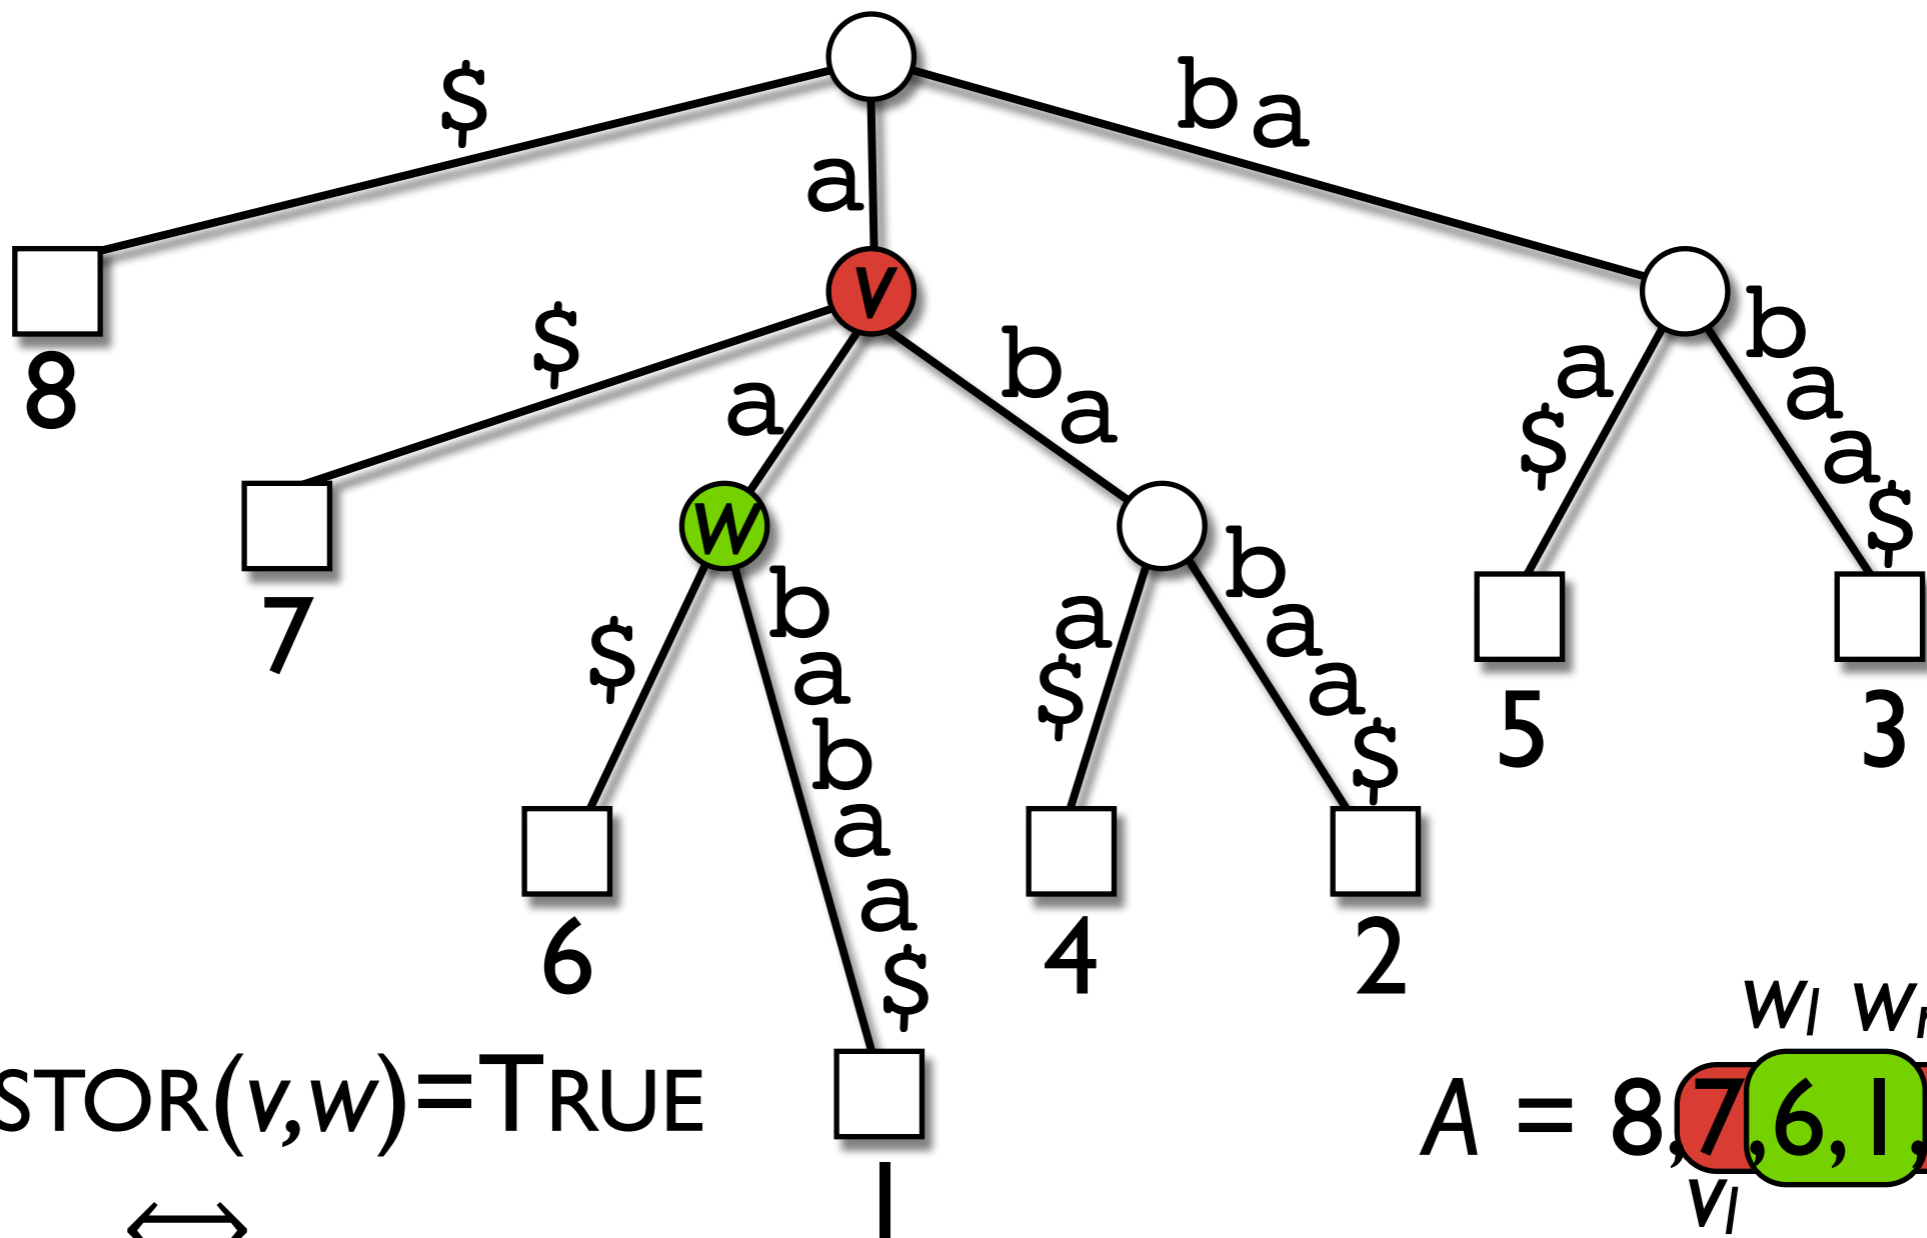 $ a b a
v
8 $ a b a a $ b a a $
7 w $ b a b a a $ a $ b a a $ 5 3
6 4 2
w_l w_r
STOR(v,w)=TRUE A = 8,7,6,1,
1 v_l
↔